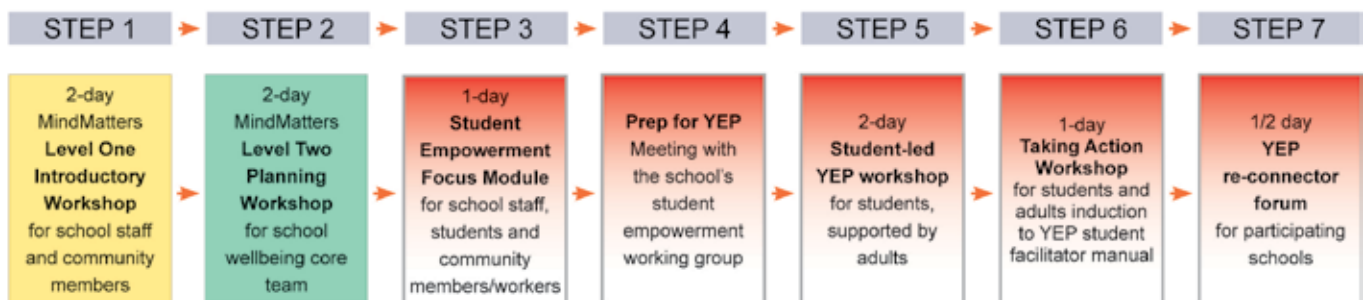 STEP 1
STEP 2
STEP 3
STEP 4
STEP 5
STEP 6
STEP 7
2-day
MindMatters
Level One
Introductory
Workshop
for school staff
and community
members
2-day
MindMatters
Level Two
Planning
Workshop
for school
wellbeing core
team
1-day
Student
Empowerment
Focus Module
for school staff,
students and
community
members/workers
Prep for YEP
Meeting with
the school's
student
empowerment
working group
2-day
Student-led
YEP workshop
for students,
supported by
adults
1-day
Taking Action
Workshop
for students and
adults induction
to YEP student
facilitator manual
1/2 day
YEP
re-connector
forum
for participating
schools